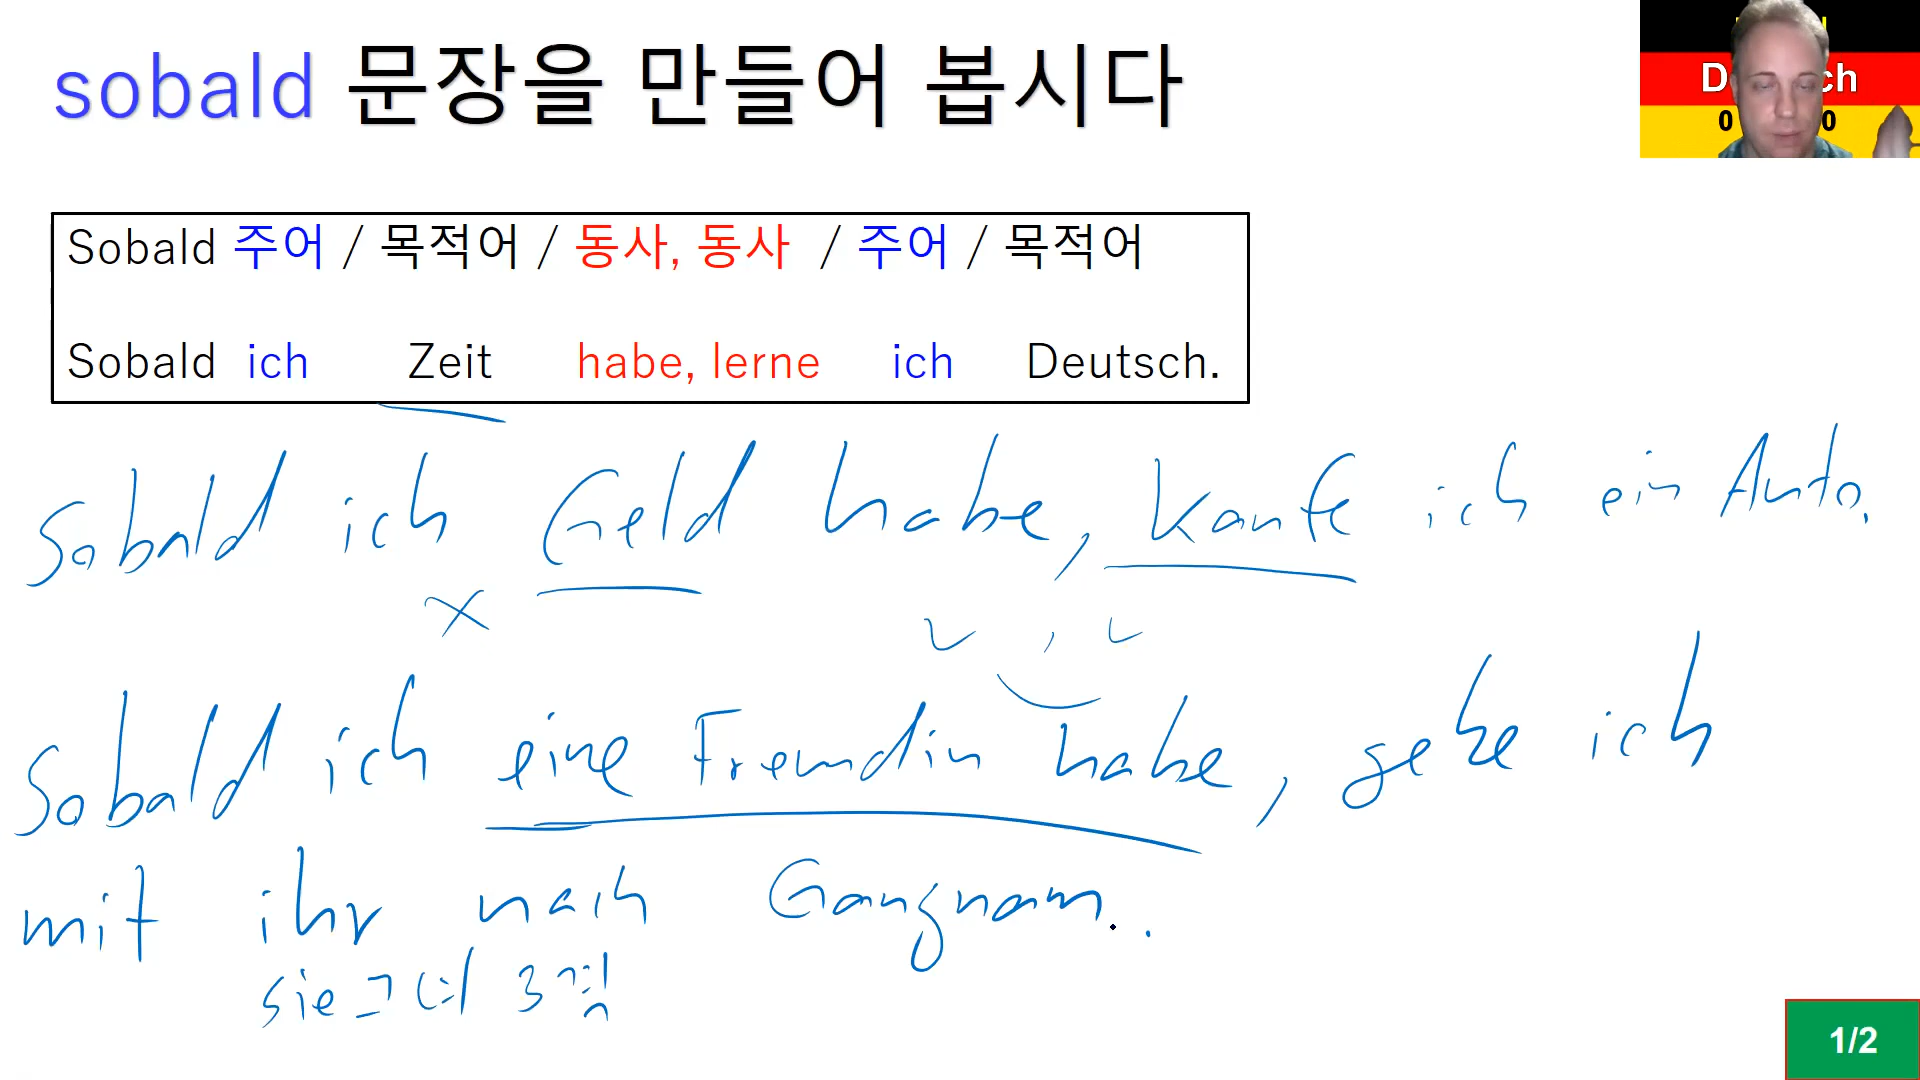 sobald 문장을 만들어 봅시다
D ch
0 0
Sobald 주어 / 목적어 / 동사, 동사 / 주어 / 목적어
Sobald ich Zeit habe, lerne ich Deutsch.
Sobald ich Geld habe, kaufe ich ein Auto.
Sobald ich eine Freundin habe, gehe ich
mit ihr nach Gangnam..
sie 그녀 3격
1/2